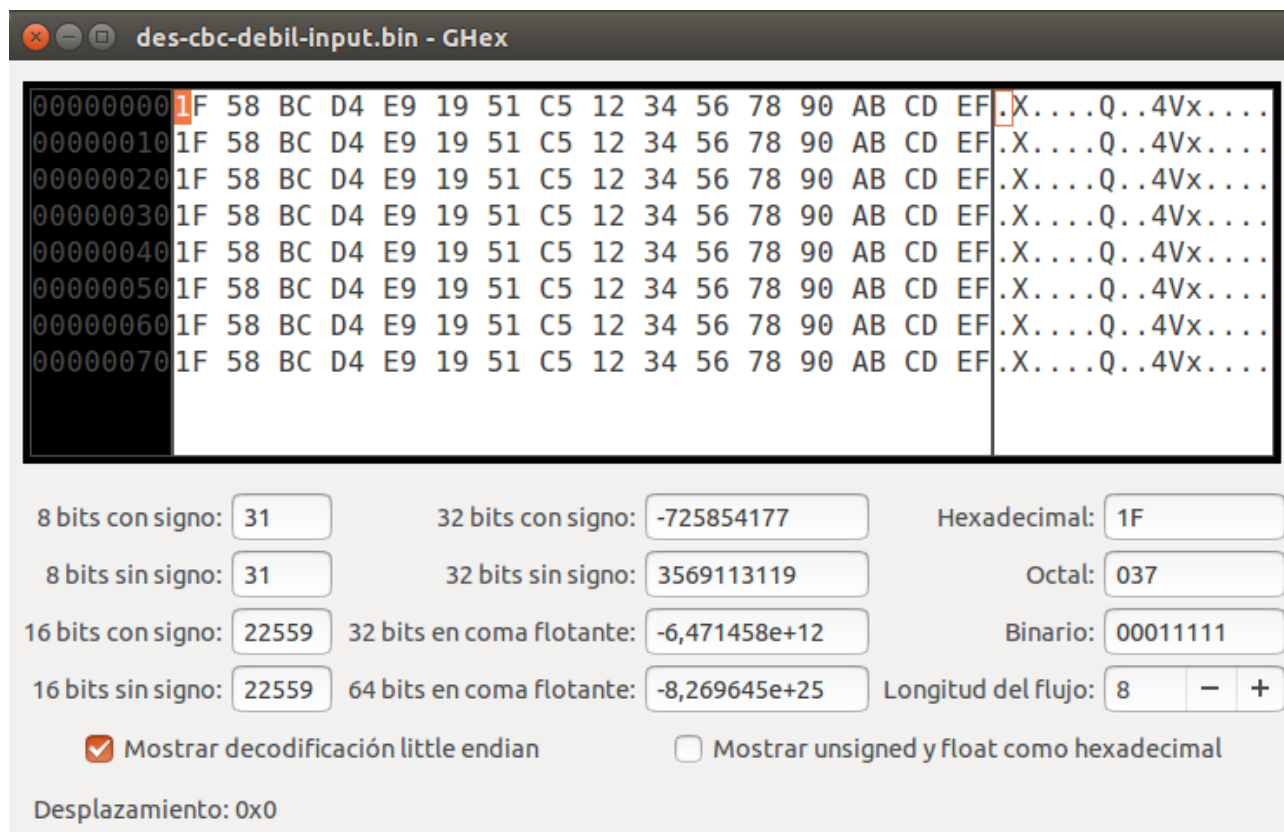 des-cbc-debil-input.bin - GHex
00000000 1F 58 BC D4 E9 19 51 C5 12 34 56 78 90 AB CD EF .X....Q..4Vx....
00000010 1F 58 BC D4 E9 19 51 C5 12 34 56 78 90 AB CD EF .X....Q..4Vx....
00000020 1F 58 BC D4 E9 19 51 C5 12 34 56 78 90 AB CD EF .X....Q..4Vx....
00000030 1F 58 BC D4 E9 19 51 C5 12 34 56 78 90 AB CD EF .X....Q..4Vx....
00000040 1F 58 BC D4 E9 19 51 C5 12 34 56 78 90 AB CD EF .X....Q..4Vx....
00000050 1F 58 BC D4 E9 19 51 C5 12 34 56 78 90 AB CD EF .X....Q..4Vx....
00000060 1F 58 BC D4 E9 19 51 C5 12 34 56 78 90 AB CD EF .X....Q..4Vx....
00000070 1F 58 BC D4 E9 19 51 C5 12 34 56 78 90 AB CD EF .X....Q..4Vx....
8 bits con signo: 31 32 bits con signo: -725854177 Hexadecimal: 1F
8 bits sin signo: 31 32 bits sin signo: 3569113119 Octal: 037
16 bits con signo: 22559 32 bits en coma flotante: -6,471458e+12 Binario: 00011111
16 bits sin signo: 22559 64 bits en coma flotante: -8,269645e+25 Longitud del flujo: 8 − +
Mostrar decodificación little endian Mostrar unsigned y float como hexadecimal
Desplazamiento: 0x0